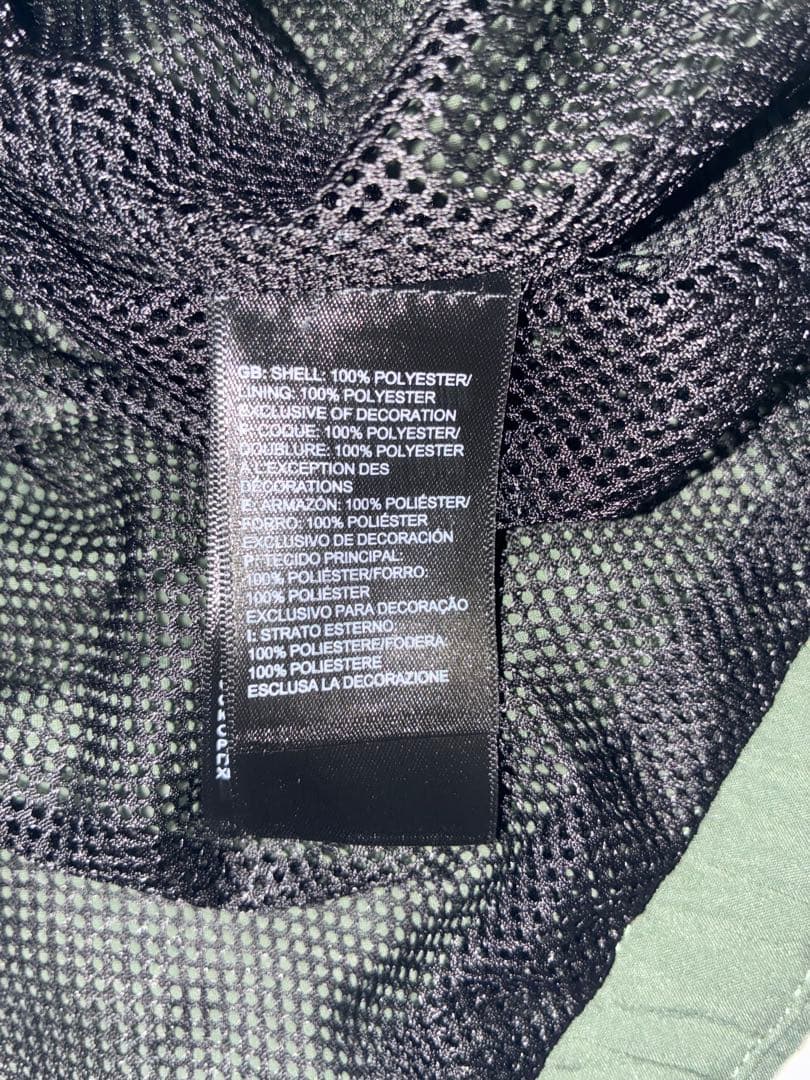 GB: SHELL: 100% POLYESTER/
LINING: 100% POLYESTER
EXCLUSIVE OF DECORATION
F: COQUE: 100% POLYESTER/
DOUBLURE: 100% POLYESTER
A L'EXCEPTION DES
DECORATIONS
E: ARMAZÓN: 100% POLIÉSTER/
FORRO: 100% POLIÉSTER
EXCLUSIVO DE DECORACIÓN
P: TECIDO PRINCIPAL:
100% POLIÉSTER/FORRO:
100% POLIÉSTER
EXCLUSIVO PARA DECORAÇÃO
I: STRATO ESTERNO:
100% POLIESTERE/FODERA:
100% POLIESTERE
ESCLUSA LA DECORAZIONE